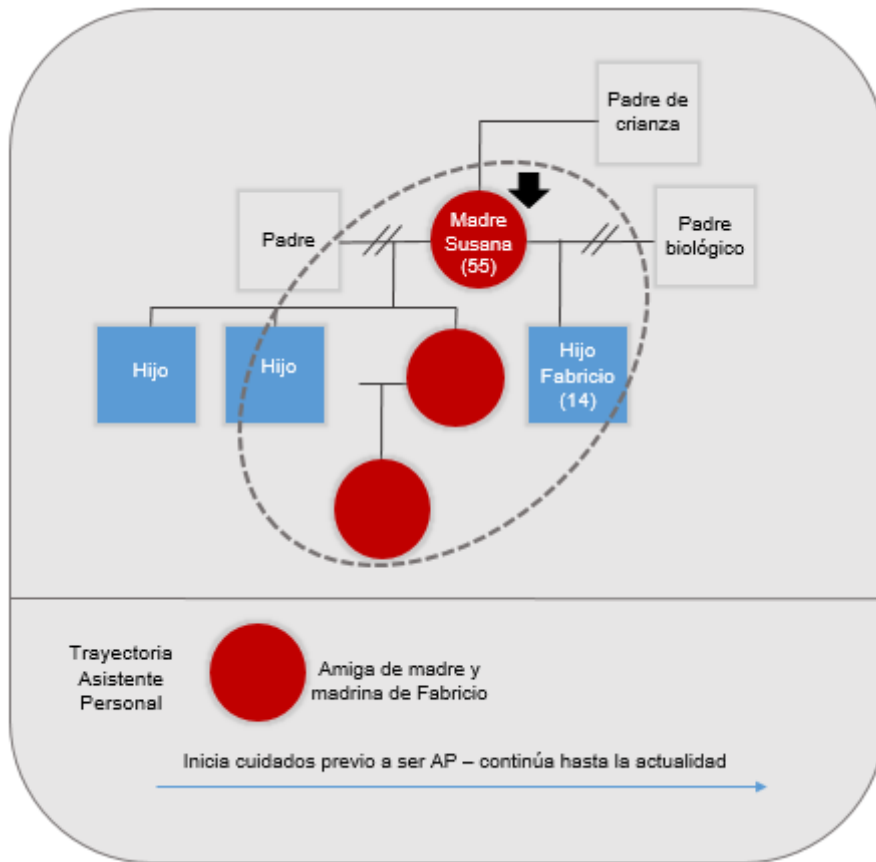 Padre de
crianza
Madre
Susana
(55)
Padre
Padre
biológico
Hijo
Hijo
Hijo
Fabricio
(14)
Trayectoria
Asistente
Personal
Amiga de madre y
madrina de Fabricio
Inicia cuidados previo a ser AP – continúa hasta la actualidad